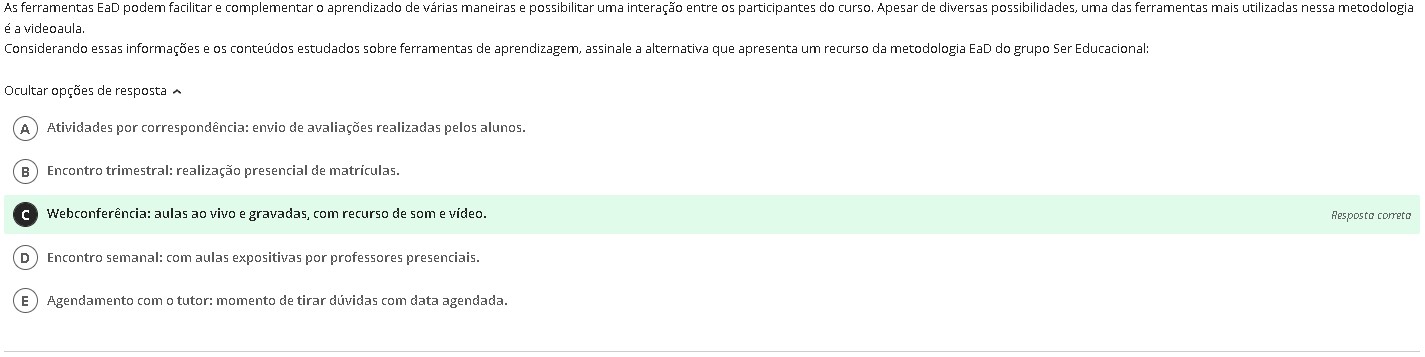 As ferramentas EaD podem facilitar e complementar o aprendizado de várias maneiras e possibilitar uma interação entre os participantes do curso. Apesar de diversas possibilidades, uma das ferramentas mais utilizadas nessa metodologia
é a videoaula.
Considerando essas informações e os conteúdos estudados sobre ferramentas de aprendizagem, assinale a alternativa que apresenta um recurso da metodologia EaD do grupo Ser Educacional:
Ocultar opções de resposta
A Atividades por correspondência: envio de avaliações realizadas pelos alunos.
B Encontro trimestral: realização presencial de matrículas.
C Webconferência: aulas ao vivo e gravadas, com recurso de som e vídeo. Resposta correta
D Encontro semanal: com aulas expositivas por professores presenciais.
E Agendamento com o tutor: momento de tirar dúvidas com data agendada.